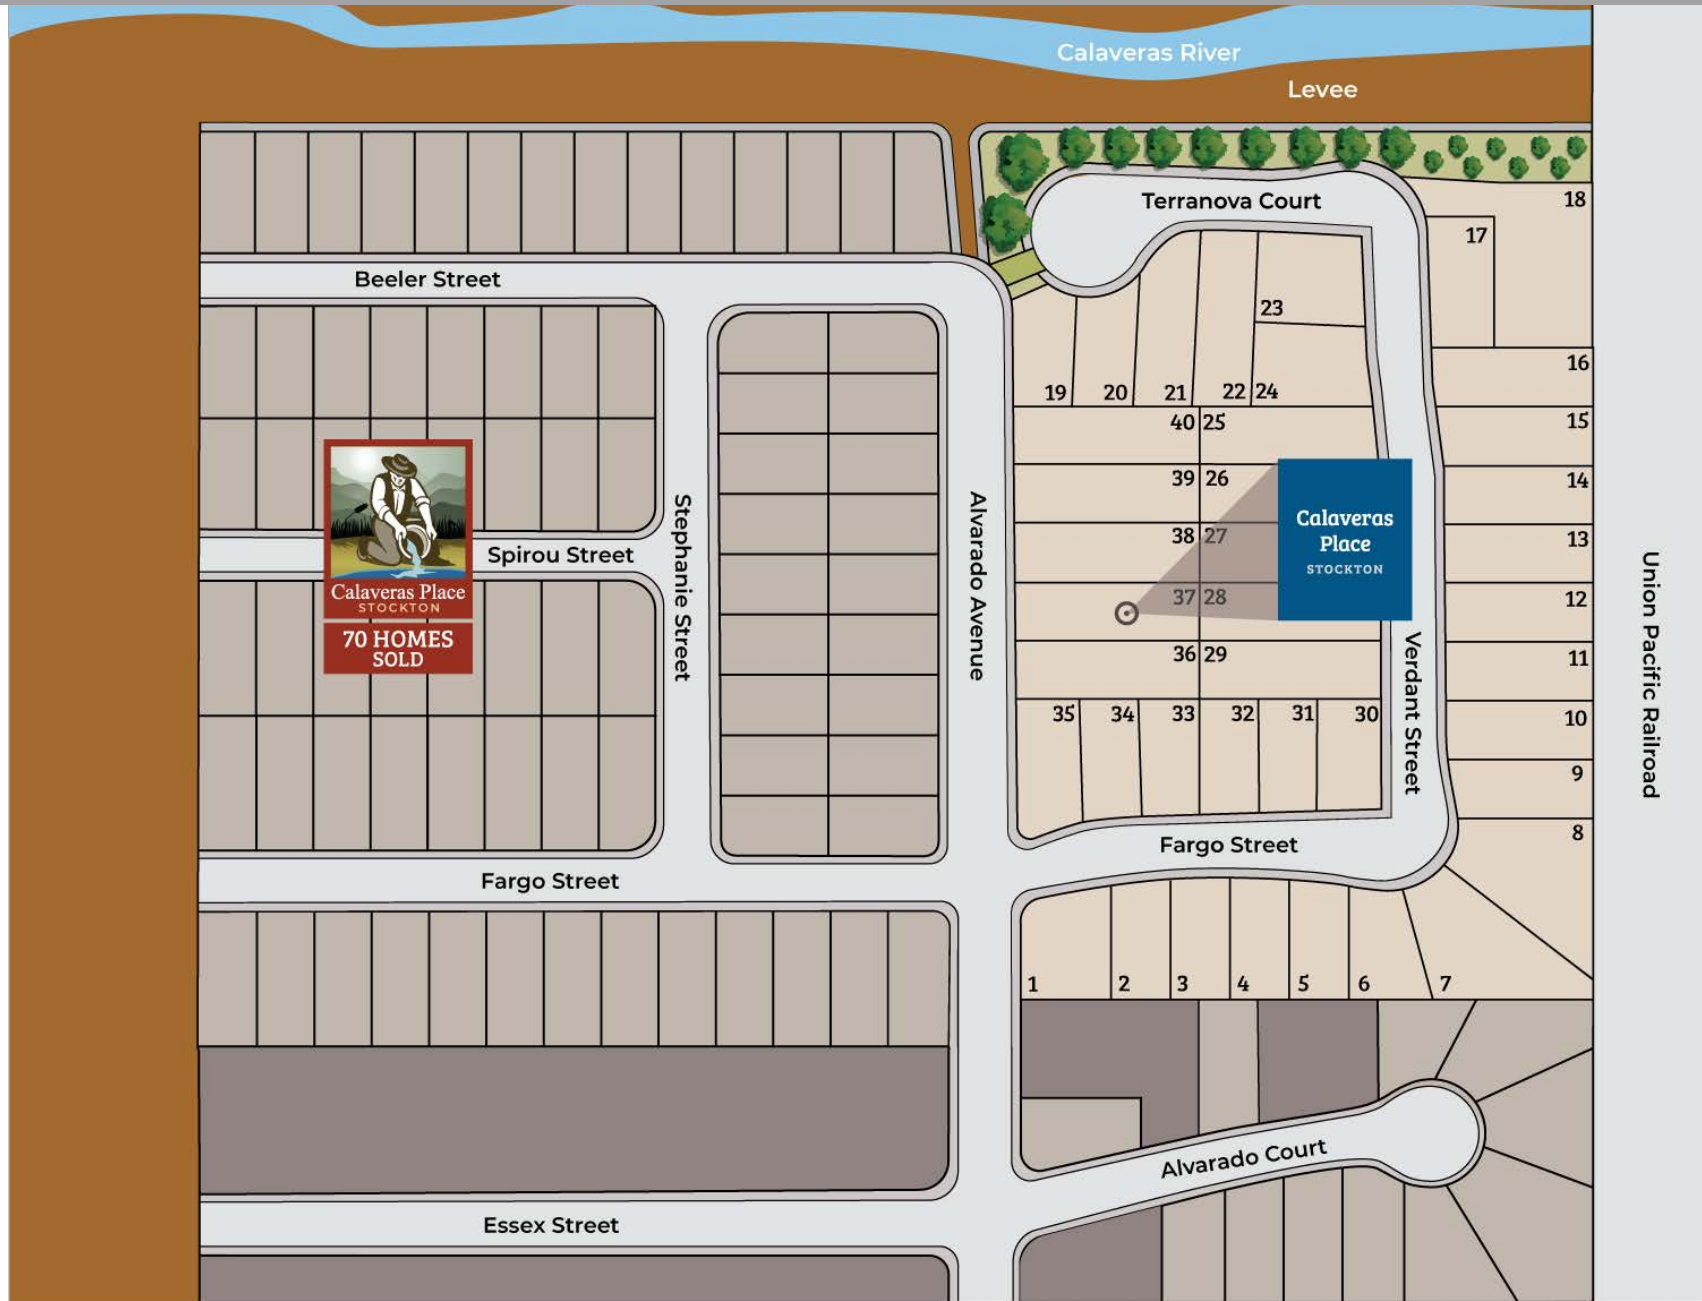 Calaveras River
Levee
Terranova Court
18
17
Beeler Street
23
16
19
20
21
22
24
40
25
15
39
26
14
Calaveras
Place
STOCKTON
38
27
13
Spirou Street
Stephanie Street
Alvarado Avenue
Union Pacific Railroad
Calaveras Place
STOCKTON
70 HOMES
SOLD
37
28
12
36
29
11
Verdant Street
35
34
33
32
31
30
10
9
8
Fargo Street
Fargo Street
1
2
3
4
5
6
7
Alvarado Court
Essex Street